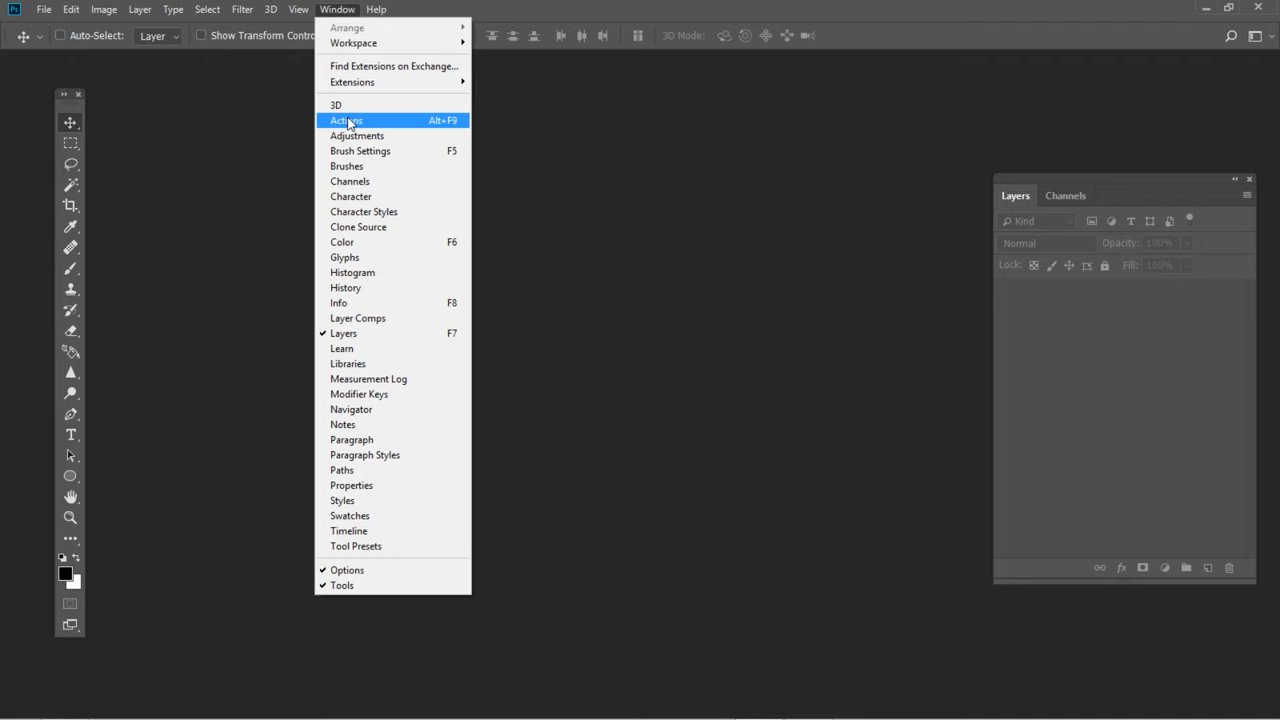 Ps File Edit Image Layer Type Select Filter 3D View Window Help
Auto-Select: Layer Show Transform Contro 3D Mode:
Arrange
Workspace
Find Extensions on Exchange...
Extensions
3D
Actions Alt+F9
Adjustments
Brush Settings F5
Brushes
Channels
Character
Character Styles
Clone Source
Color F6
Glyphs
Histogram
History
Info F8
Layer Comps
Layers F7
Learn
Libraries
Measurement Log
Modifier Keys
Navigator
Notes
Paragraph
Paragraph Styles
Paths
Properties
Styles
Swatches
Timeline
Tool Presets
Options
Tools
Layers Channels
Kind
Normal Opacity: 100%
Lock: Fill: 100%
fx